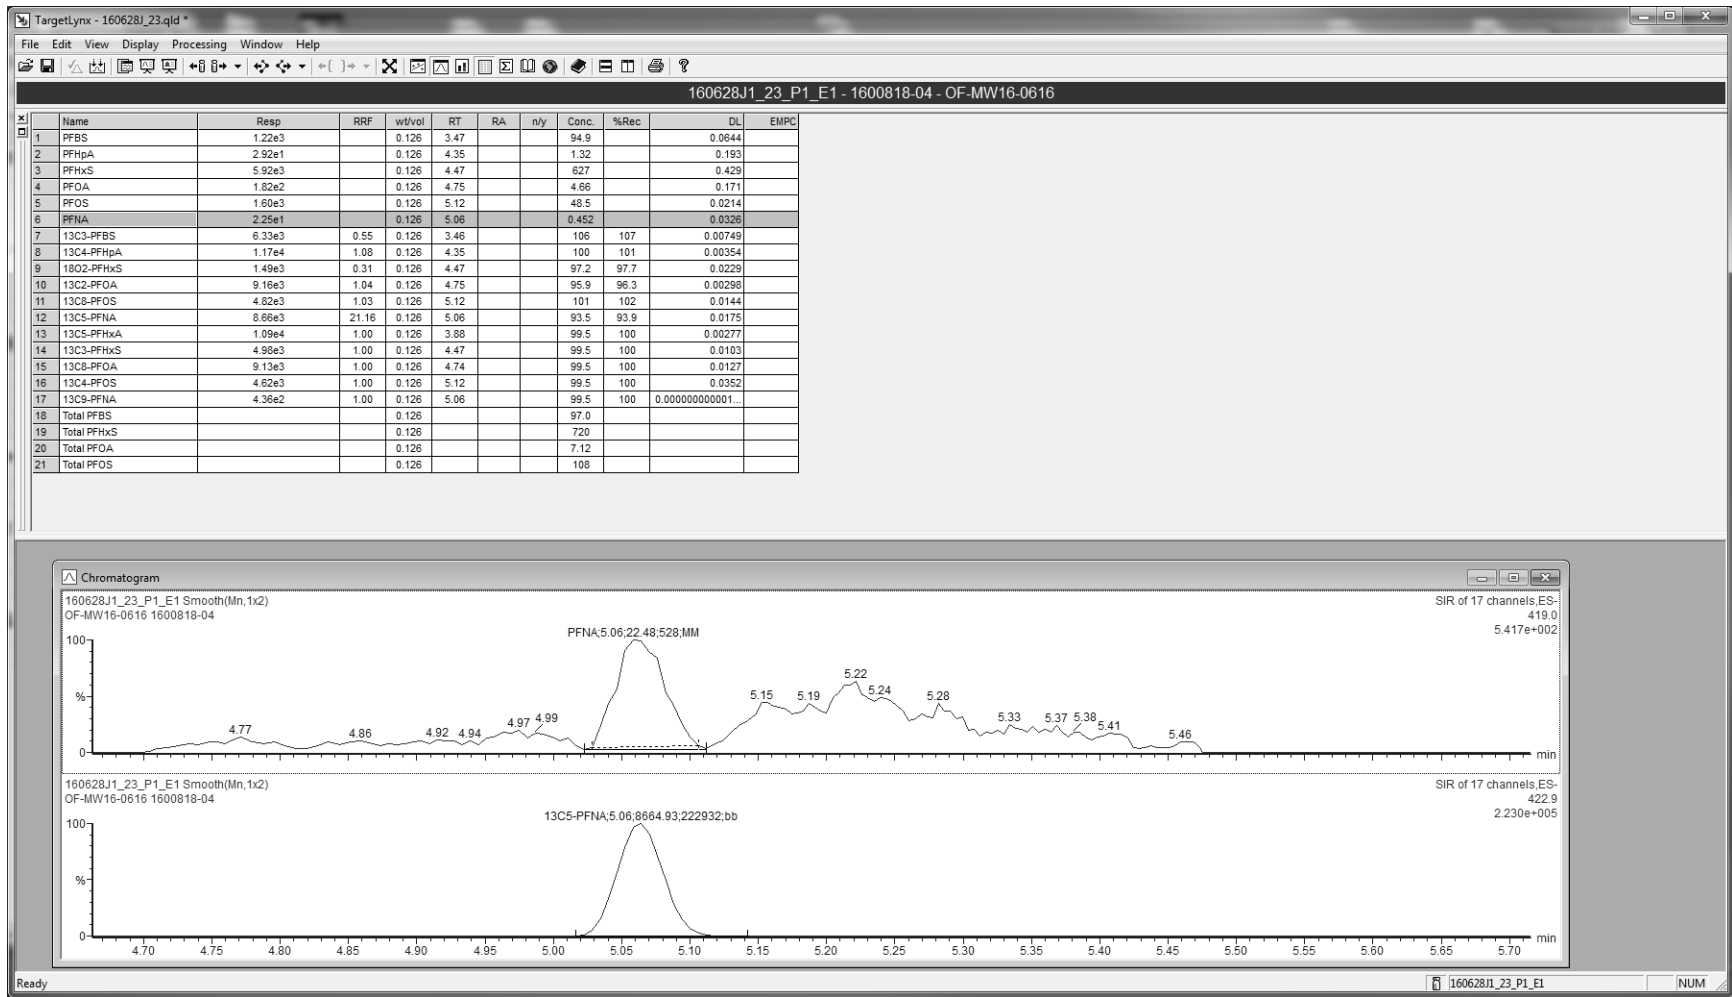 TargetLynx - 160628J_23.qld *
File Edit View Display Processing Window Help
160628J1_23_P1_E1 - 1600818-04 - OF-MW16-0616
Name Resp RRF wt/vol RT RA n/y Conc. %Rec DL EMPC
1 PFBS 1.22e3 0.126 3.47 94.9 0.0644
2 PFHpA 2.92e1 0.126 4.35 1.32 0.193
3 PFHxS 5.92e3 0.126 4.47 627 0.429
4 PFOA 1.82e2 0.126 4.75 4.66 0.171
5 PFOS 1.60e3 0.126 5.12 48.5 0.0214
6 PFNA 2.25e1 0.126 5.06 0.452 0.0326
7 13C3-PFBS 6.33e3 0.55 0.126 3.46 106 107 0.00749
8 13C4-PFHpA 1.17e4 1.08 0.126 4.35 100 101 0.00354
9 18O2-PFHxS 1.49e3 0.31 0.126 4.47 97.2 97.7 0.0229
10 13C2-PFOA 9.16e3 1.04 0.126 4.75 95.9 96.3 0.00298
11 13C8-PFOS 4.82e3 1.03 0.126 5.12 101 102 0.0144
12 13C5-PFNA 8.66e3 21.16 0.126 5.06 93.5 93.9 0.0175
13 13C5-PFHxA 1.09e4 1.00 0.126 3.88 99.5 100 0.00277
14 13C3-PFHxS 4.98e3 1.00 0.126 4.47 99.5 100 0.0103
15 13C8-PFOA 9.13e3 1.00 0.126 4.74 99.5 100 0.0127
16 13C4-PFOS 4.62e3 1.00 0.126 5.12 99.5 100 0.0352
17 13C9-PFNA 4.36e2 1.00 0.126 5.06 99.5 100 0.000000000001...
18 Total PFBS 0.126 97.0
19 Total PFHxS 0.126 720
20 Total PFOA 0.126 7.12
21 Total PFOS 0.126 108
Chromatogram
160628J1_23_P1_E1 Smooth(Mn,1x2) SIR of 17 channels,ES-
OF-MW16-0616 1600818-04 419.0
5.417e+002
PFNA;5.06;22.48;528;MM
100
%
0
4.77 4.86 4.92 4.94 4.97 4.99 5.15 5.19 5.22 5.24 5.28 5.33 5.37 5.38 5.41 5.46
min
160628J1_23_P1_E1 Smooth(Mn,1x2) SIR of 17 channels,ES-
OF-MW16-0616 1600818-04 422.9
2.230e+005
13C5-PFNA;5.06;8664.93;222932;bb
100
%
0
min
4.70 4.75 4.80 4.85 4.90 4.95 5.00 5.05 5.10 5.15 5.20 5.25 5.30 5.35 5.40 5.45 5.50 5.55 5.60 5.65 5.70
Ready 160628J1_23_P1_E1 NUM